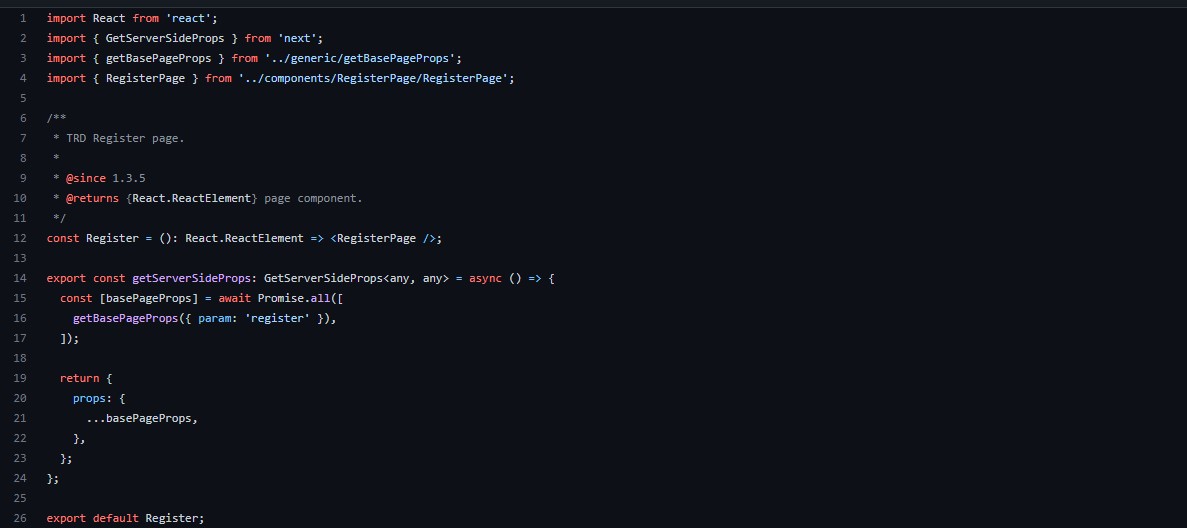 1 import React from 'react';
2 import { GetServerSideProps } from 'next';
3 import { getBasePageProps } from '../generic/getBasePageProps';
4 import { RegisterPage } from '../components/RegisterPage/RegisterPage';
5
6 /**
7  * TRD Register page.
8  *
9  * @since 1.3.5
10  * @returns {React.ReactElement} page component.
11  */
12 const Register = (): React.ReactElement => <RegisterPage />;
13
14 export const getServerSideProps: GetServerSideProps<any, any> = async () => {
15   const [basePageProps] = await Promise.all([
16     getBasePageProps({ param: 'register' }),
17   ]);
18
19   return {
20     props: {
21       ...basePageProps,
22     },
23   };
24 };
25
26 export default Register;